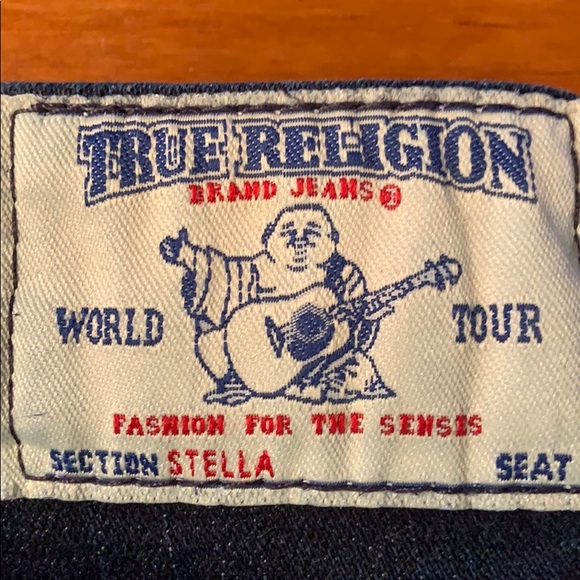 TRUE RELIGION
BRAND JEANS®
WORLD TOUR
FASHION FOR THE SENSES
SECTION STELLA SEAT